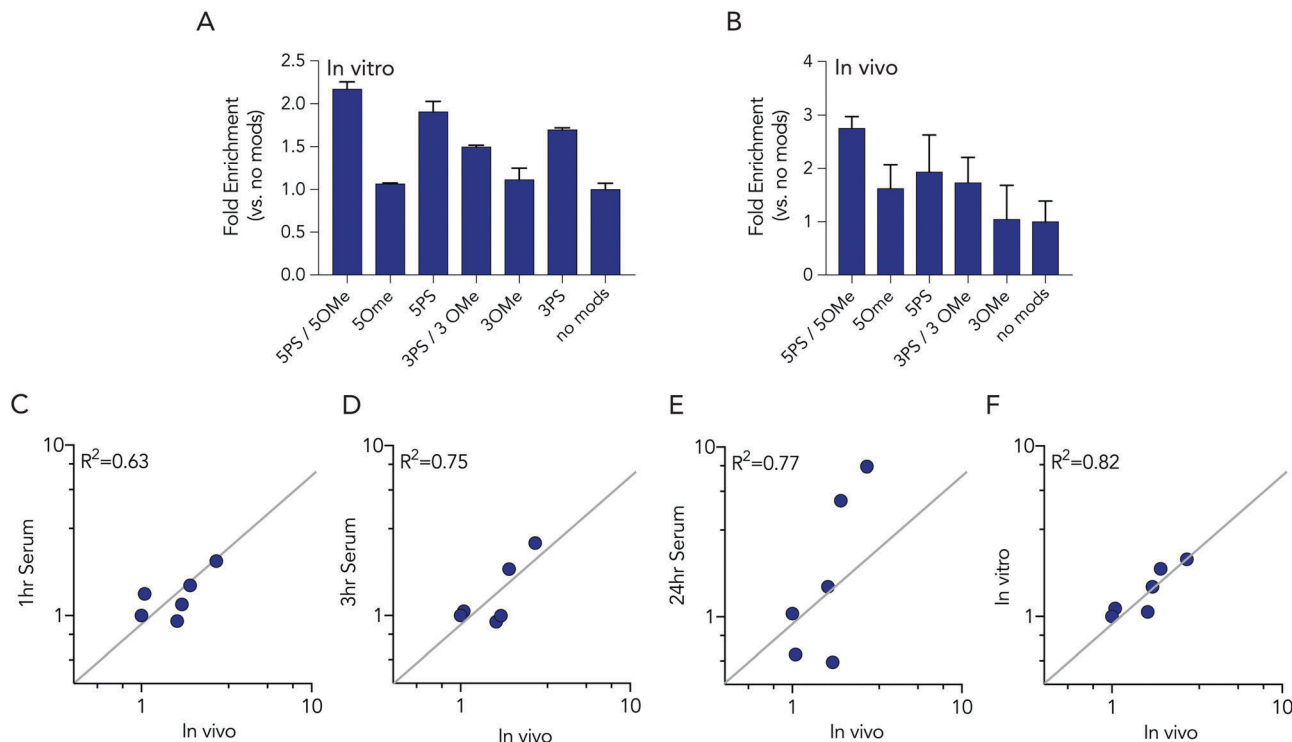 A
In vitro
Fold Enrichment
(vs. no mods)
2.5
2.0
1.5
1.0
0.5
0.0
5PS / 5OMe
5Ome
5PS
3PS / 3 OMe
3OMe
3PS
no mods
B
In vivo
Fold Enrichment
(vs. no mods)
4
3
2
1
0
5PS / 5OMe
5Ome
5PS
3PS / 3 OMe
3OMe
3PS
no mods
C
10
R²=0.63
1hr Serum
1
1
10
In vivo
D
10
R²=0.75
3hr Serum
1
1
10
In vivo
E
10
R²=0.77
24hr Serum
1
1
10
In vivo
F
10
R²=0.82
In vitro
1
1
10
In vivo